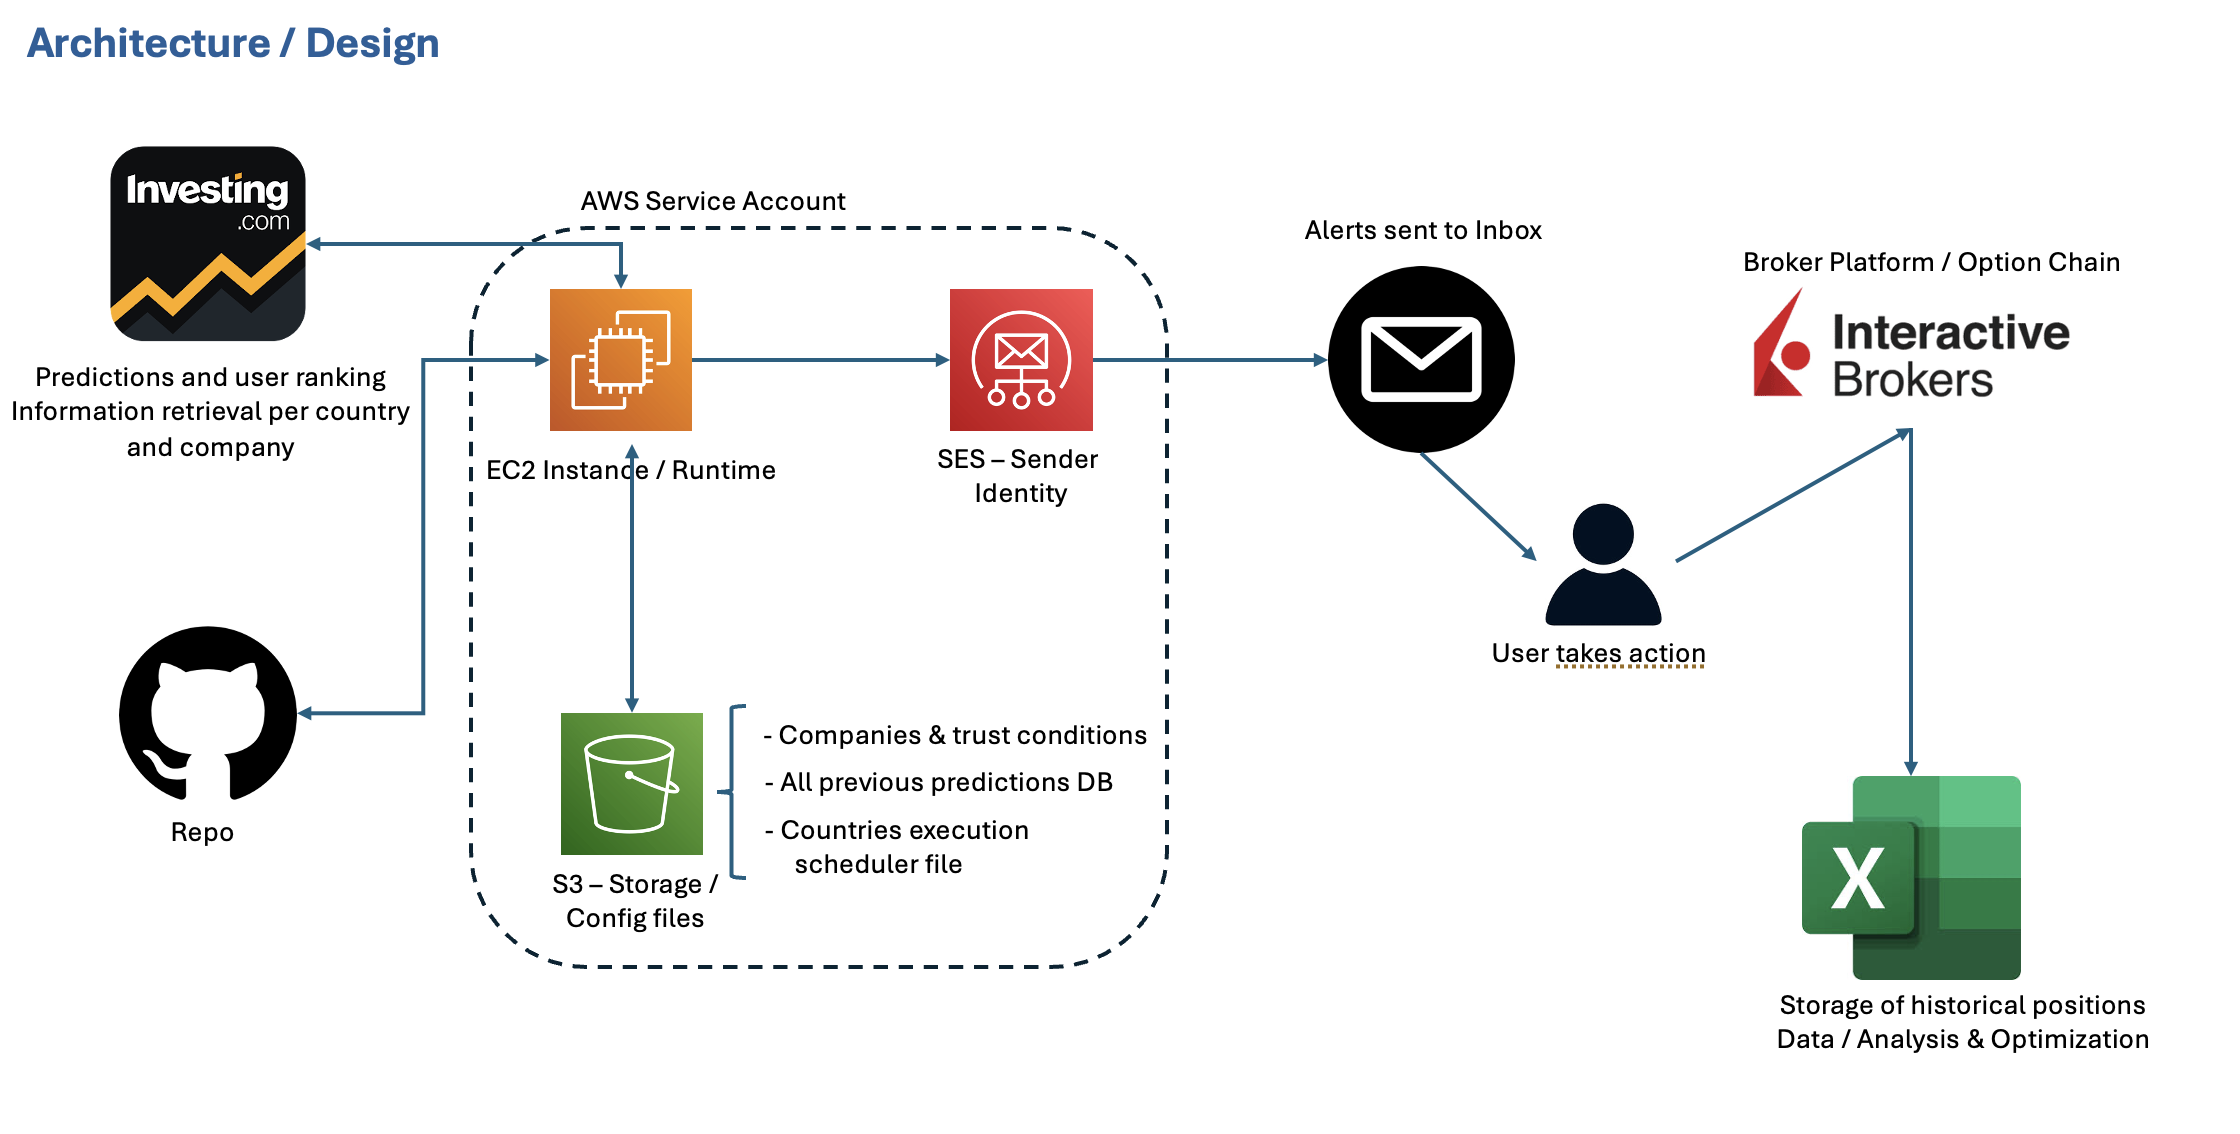 Architecture / Design
Investing
.com
Predictions and user ranking
Information retrieval per country
and company
AWS Service Account
EC2 Instance / Runtime
SES – Sender
Identity
Alerts sent to Inbox
Broker Platform / Option Chain
Interactive
Brokers
User takes action
Repo
S3 – Storage /
Config files
- Companies & trust conditions
- All previous predictions DB
- Countries execution
scheduler file
X
Storage of historical positions
Data / Analysis & Optimization